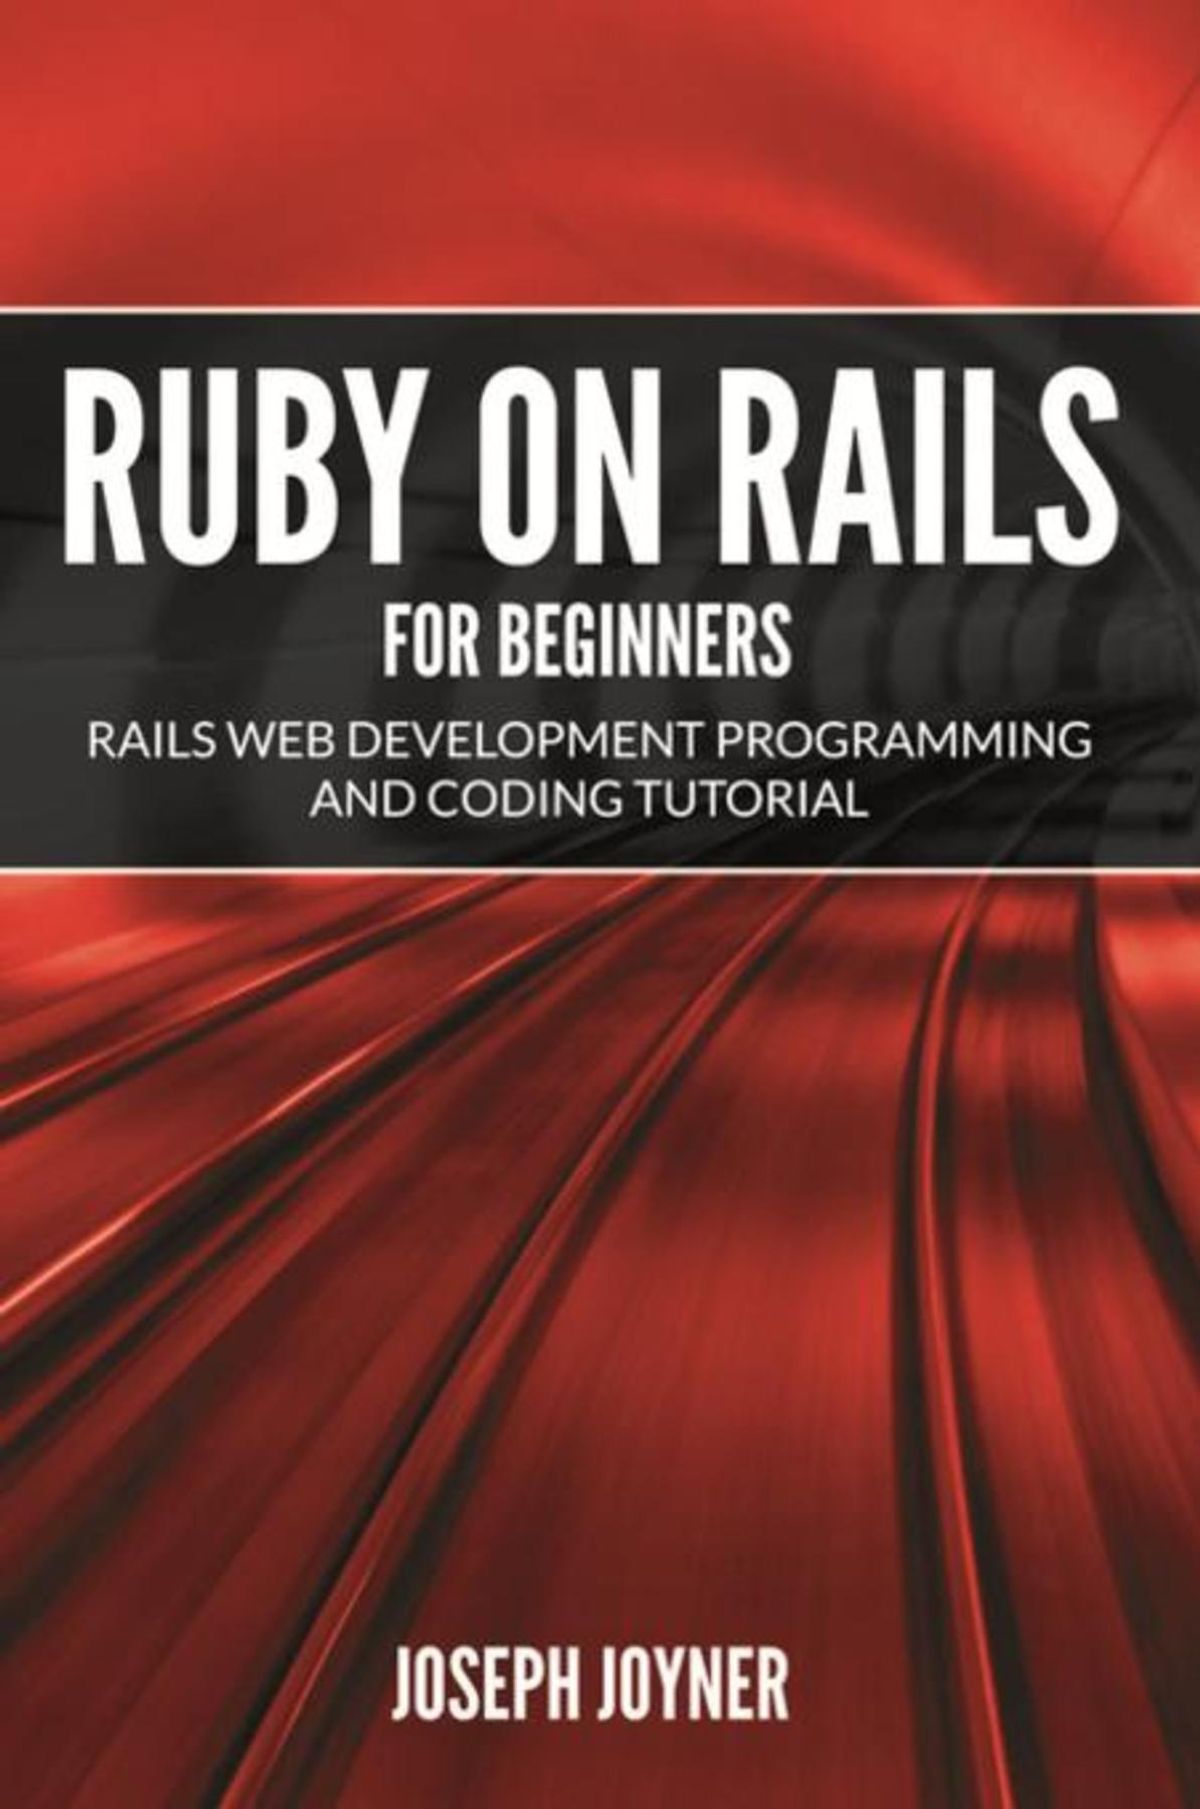 RUBY ON RAILS
FOR BEGINNERS
RAILS WEB DEVELOPMENT PROGRAMMING
AND CODING TUTORIAL
JOSEPH JOYNER